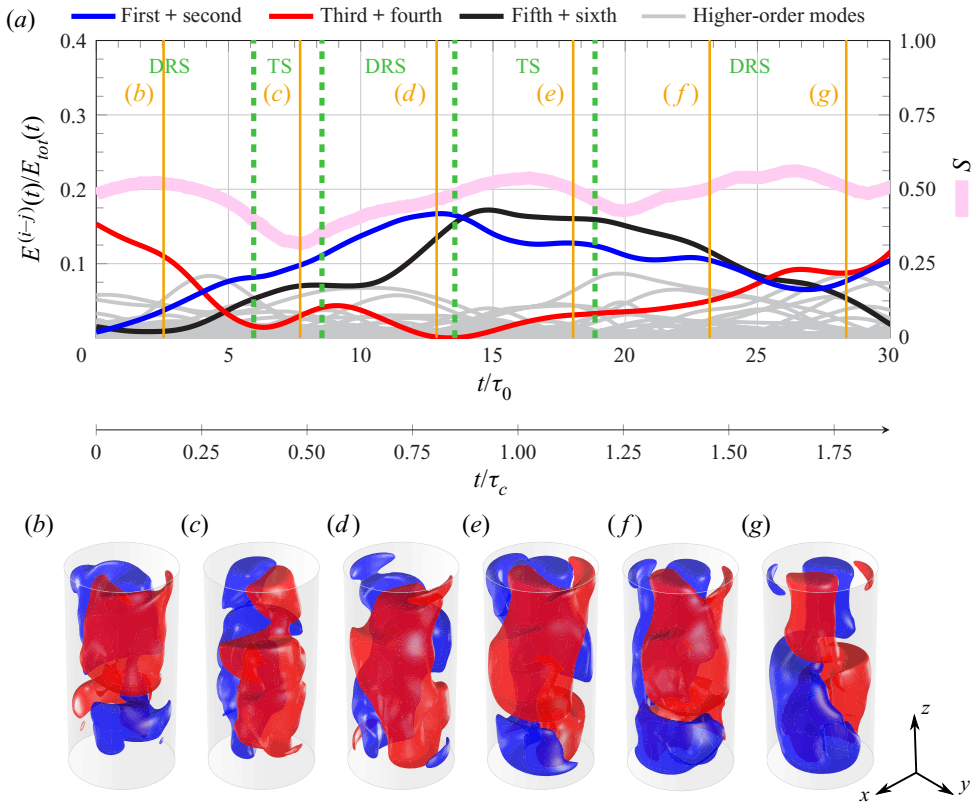 (a) First + second Third + fourth Fifth + sixth Higher-order modes
0.4 1.00
DRS TS DRS TS DRS
(b) (c) (d) (e) (f) (g)
0.3 0.75
E^(i–j)(t)/E_tot(t)
0.2 0.50
S
0.1 0.25
0
0 5 10 15 20 25 30
t/τ_0
0 0.25 0.50 0.75 1.00 1.25 1.50 1.75
t/τ_c
(b) (c) (d) (e) (f) (g)
z
x y